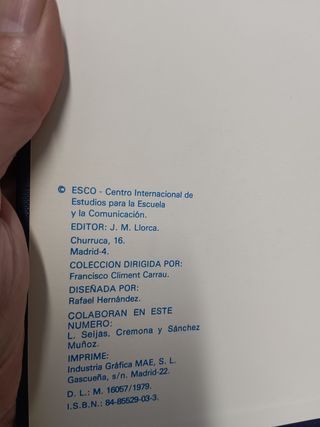 © ESCO - Centro Internacional de
Estudios para la Escuela
y la Comunicación.
EDITOR: J. M. Llorca.
Churruca, 16.
Madrid-4.
COLECCION DIRIGIDA POR:
Francisco Climent Carrau.
DISEÑADA POR:
Rafael Hernández.
COLABORAN EN ESTE
NUMERO:
L. Seijas, Cremona y Sánchez
Muñoz.
IMPRIME:
Industria Gráfica MAE, S. L.
Gascueña, s/n. Madrid-22.
D. L.: M. 16057/1979.
I.S.B.N.: 84-85529-03-3.